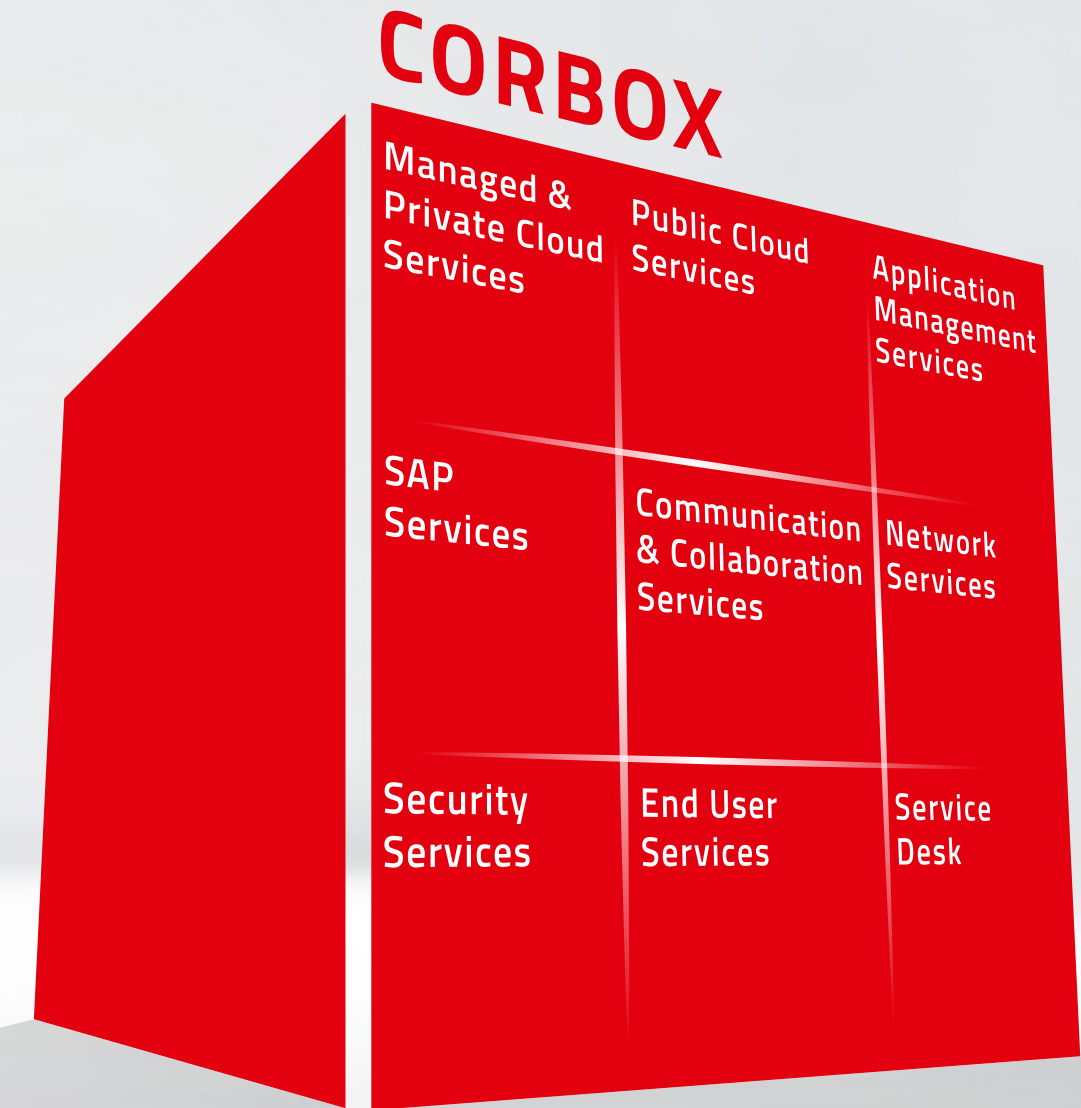 CORBOX
Managed &
Private Cloud
Services
Public Cloud
Services
Application
Management
Services
SAP
Services
Communication
& Collaboration
Services
Network
Services
Security
Services
End User
Services
Service
Desk